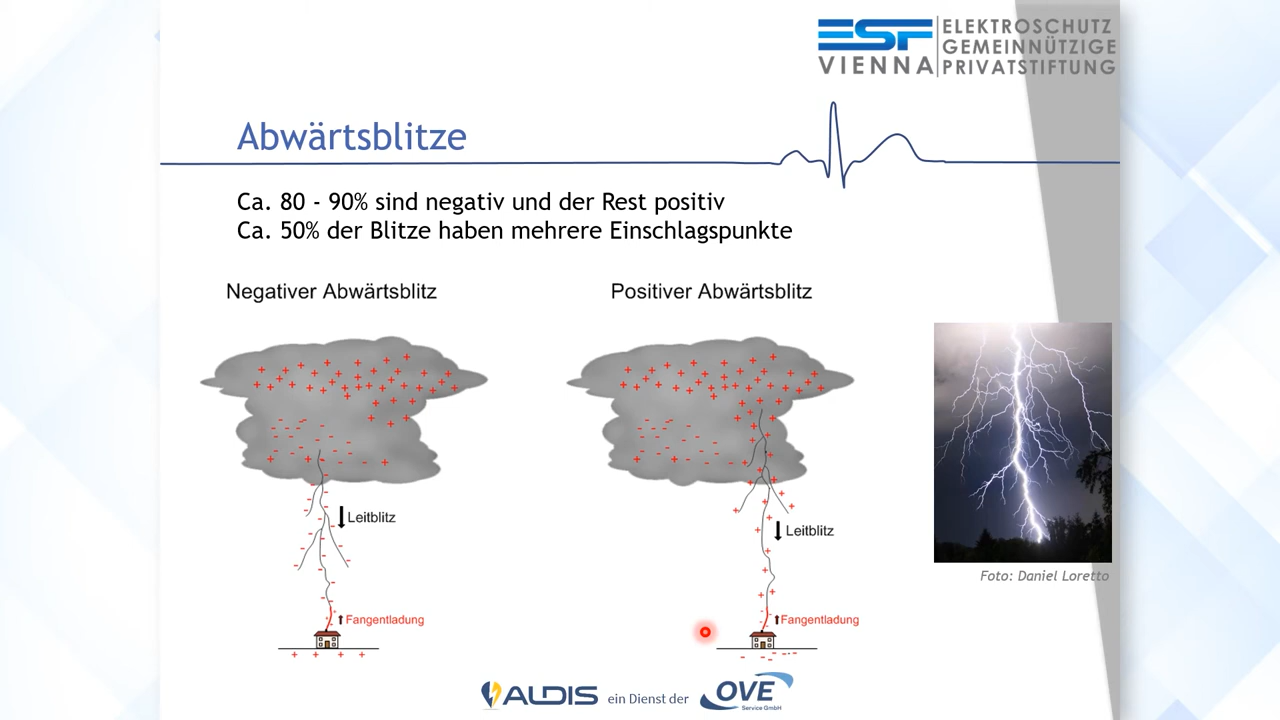 ESF
VIENNA
ELEKTROSCHUTZ
GEMEINNÜTZIGE
PRIVATSTIFTUNG
Abwärtsblitze
Ca. 80 - 90% sind negativ und der Rest positiv
Ca. 50% der Blitze haben mehrere Einschlagspunkte
Negativer Abwärtsblitz
Positiver Abwärtsblitz
Leitblitz
Leitblitz
Foto: Daniel Loretto
Fangentladung
Fangentladung
ALDIS ein Dienst der OVE
Service GmbH